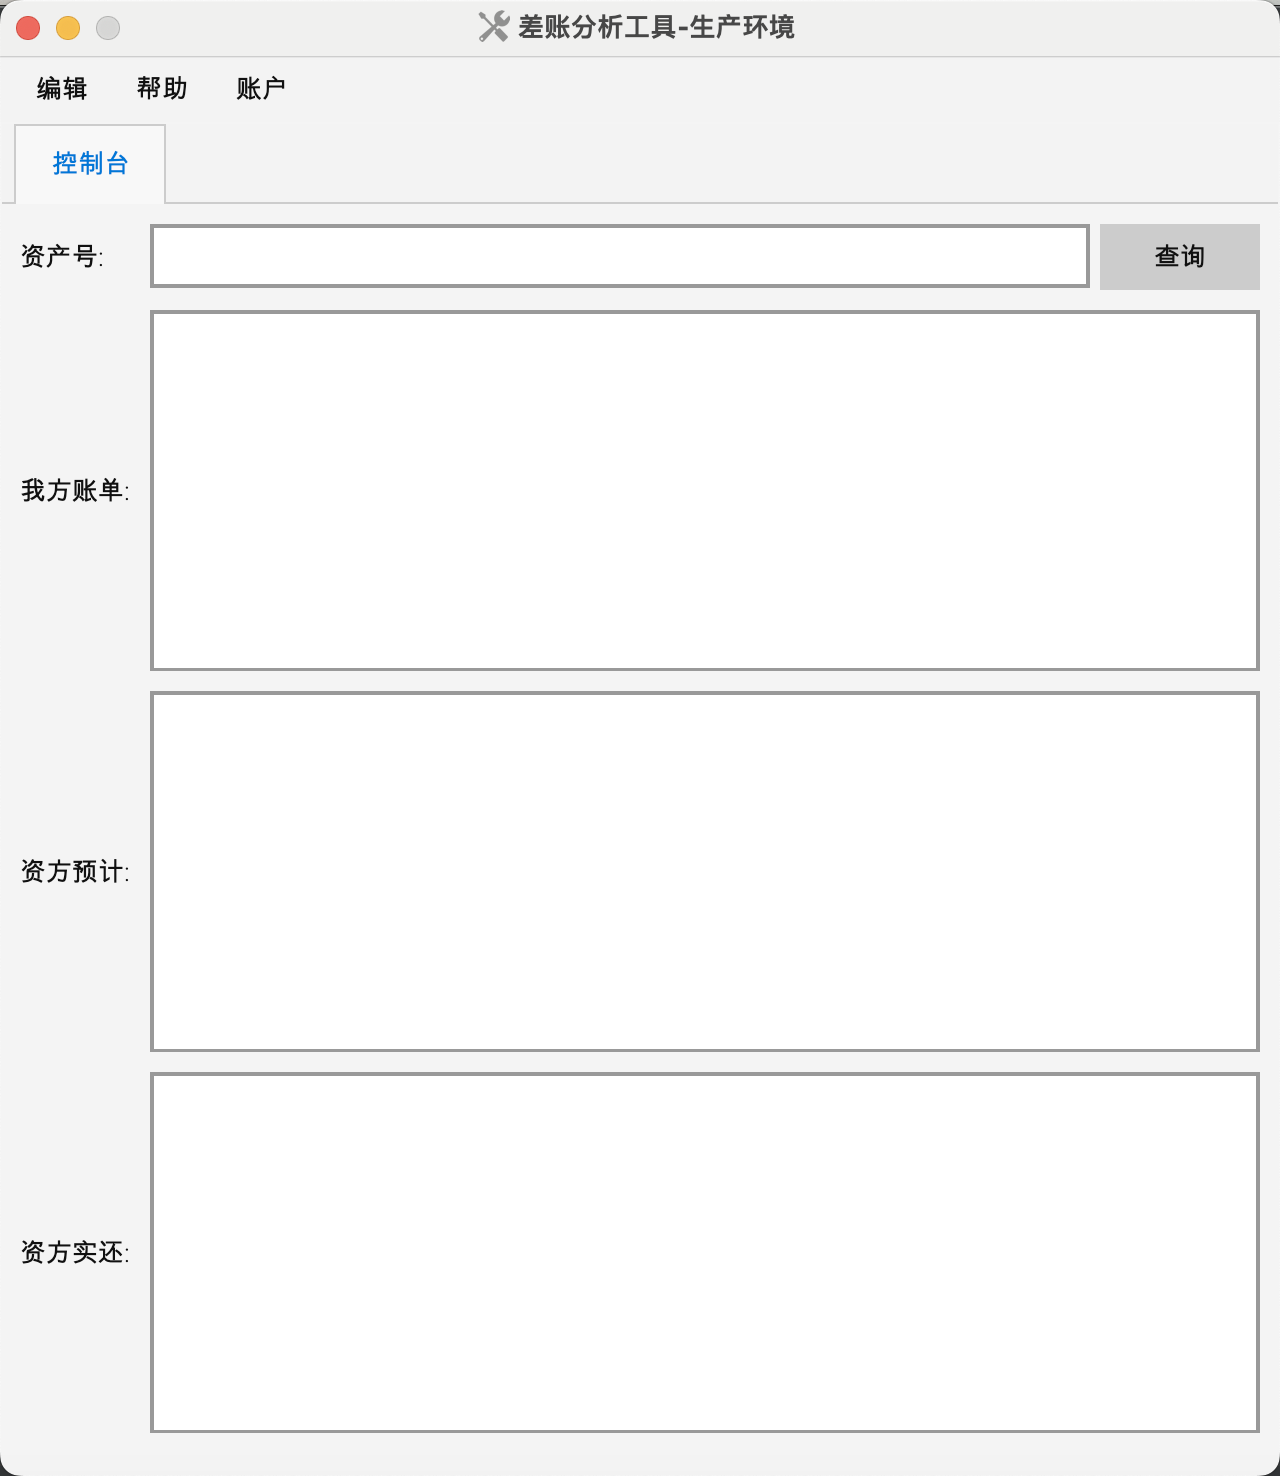 差账分析工具-生产环境
编辑 帮助 账户
控制台
资产号: 查询
我方账单:
资方预计:
资方实还: